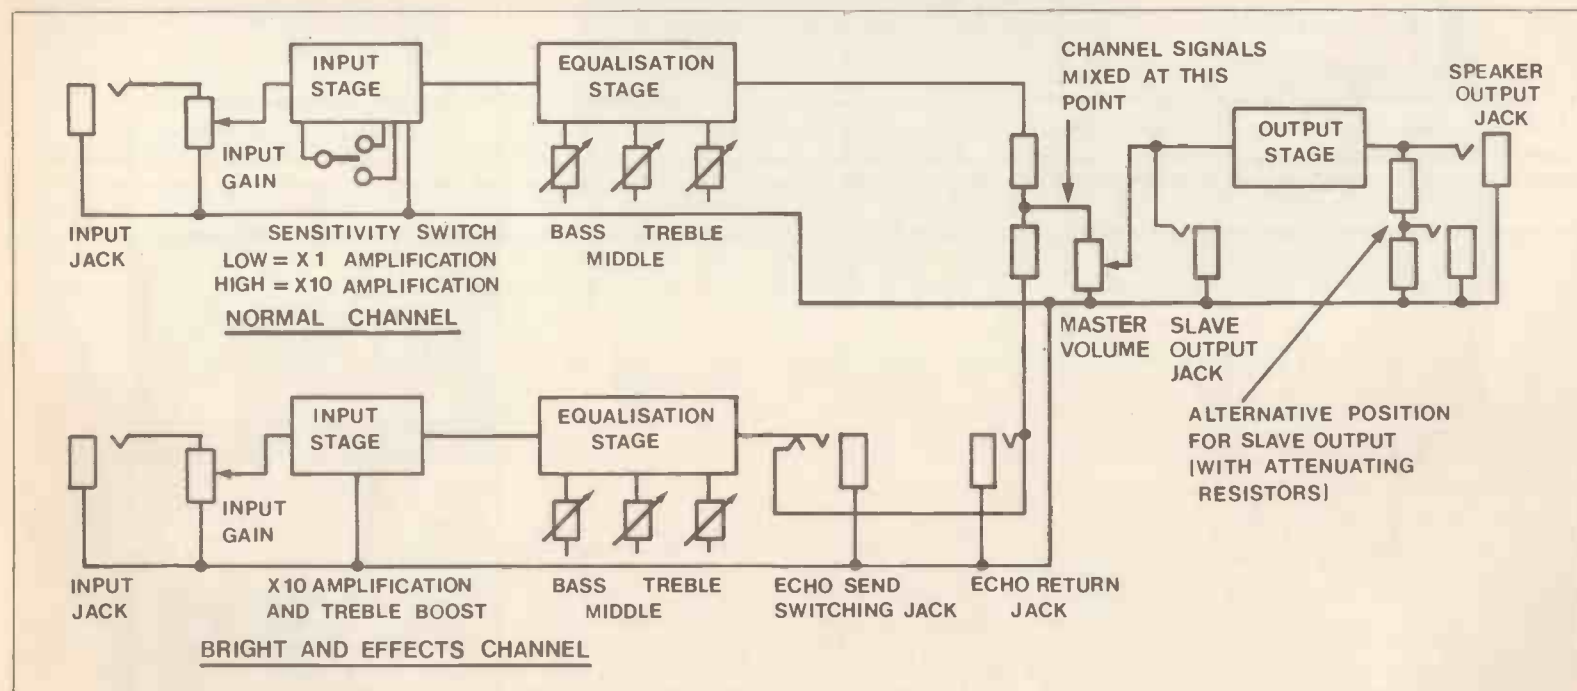 INPUT
STAGE
EQUALISATION
STAGE
CHANNEL SIGNALS
MIXED AT THIS
POINT
SPEAKER
OUTPUT
JACK
OUTPUT
STAGE
INPUT
GAIN
INPUT
JACK
SENSITIVITY SWITCH
LOW = X 1 AMPLIFICATION
HIGH = X10 AMPLIFICATION
NORMAL CHANNEL
BASS TREBLE
MIDDLE
MASTER
VOLUME
SLAVE
OUTPUT
JACK
ALTERNATIVE POSITION
FOR SLAVE OUTPUT
(WITH ATTENUATING
RESISTORS)
INPUT
STAGE
EQUALISATION
STAGE
INPUT
GAIN
INPUT
JACK
X10 AMPLIFICATION
AND TREBLE BOOST
BASS TREBLE
MIDDLE
ECHO SEND
SWITCHING JACK
ECHO RETURN
JACK
BRIGHT AND EFFECTS CHANNEL